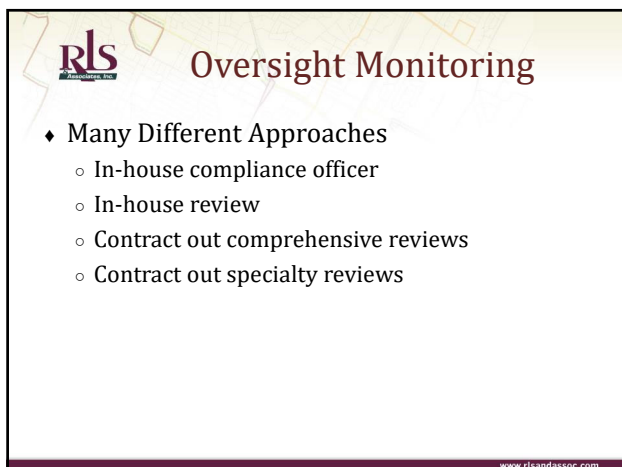 RLS
& Associates, Inc.
Oversight Monitoring
♦ Many Different Approaches
○ In-house compliance officer
○ In-house review
○ Contract out comprehensive reviews
○ Contract out specialty reviews
www.rlsandassoc.com